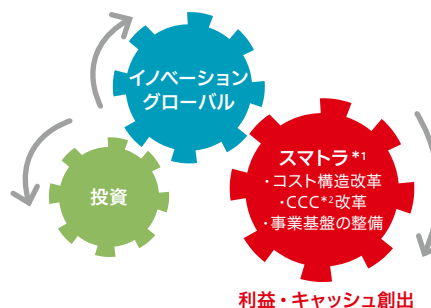 イノベーション
グローバル
投資
スマトラ*1
・コスト構造改革
・CCC*2改革
・事業基盤の整備
利益・キャッシュ創出